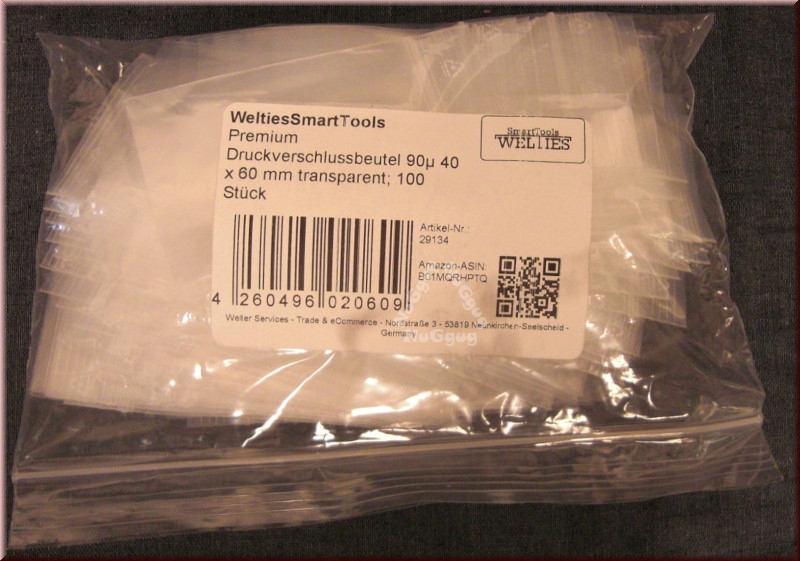 WeltiesSmartTools
Premium
Druckverschlussbeutel 90µ 40
x 60 mm transparent; 100
Stück
SmartTools
WELTIES
Artikel-Nr.:
29134
Amazon-ASIN:
B01MQRHPTQ
4 260496 020609
Welter Services - Trade & eCommerce - Nordstraße 3 - 53819 Neunkirchen-Seelscheid -
Germany
NuGgug